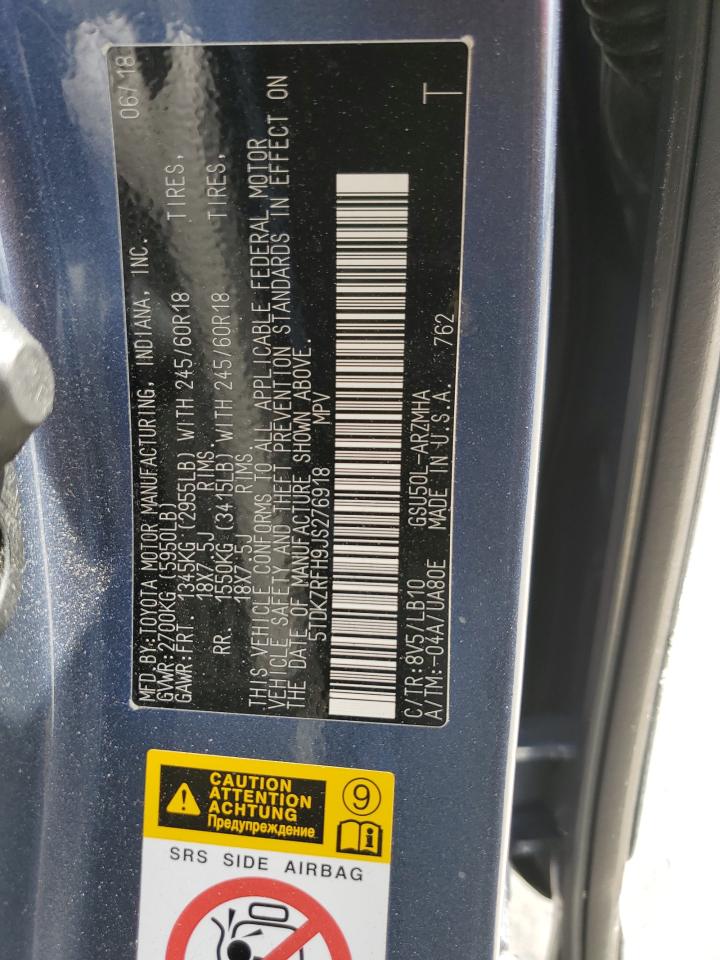 MFD.BY:TOYOTA MOTOR MANUFACTURING, INDIANA, INC. 06/18
GVWR:2700KG(5950LB)
GAWR:FRT. 1345KG(2955LB) WITH 245/60R18 TIRES,
18X7.5J RIMS,
RR. 1550KG(3415LB) WITH 245/60R18 TIRES,
18X7.5J RIMS.
THIS VEHICLE CONFORMS TO ALL APPLICABLE FEDERAL MOTOR
VEHICLE SAFETY AND THEFT PREVENTION STANDARDS IN EFFECT ON
THE DATE OF MANUFACTURE SHOWN ABOVE.
5TDKZRFH9JS276918 MPV
C/TR:8V5/LB10 GSU50L-ARZMHA
A/TM:-04A/UA80E MADE IN U.S.A. 762 T
CAUTION
ATTENTION
ACHTUNG
Предупреждение
9
i
SRS SIDE AIRBAG